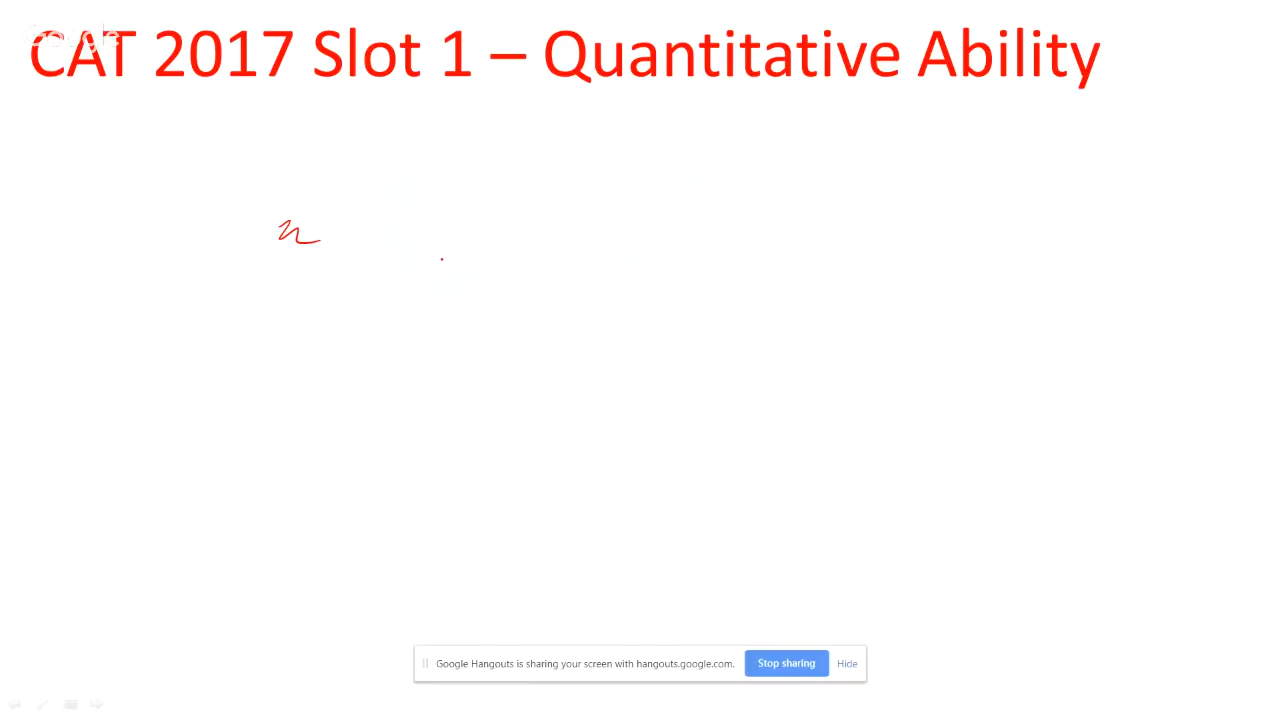 Google
CAT 2017 Slot 1 – Quantitative Ability
n
Google Hangouts is sharing your screen with hangouts.google.com. Stop sharing Hide